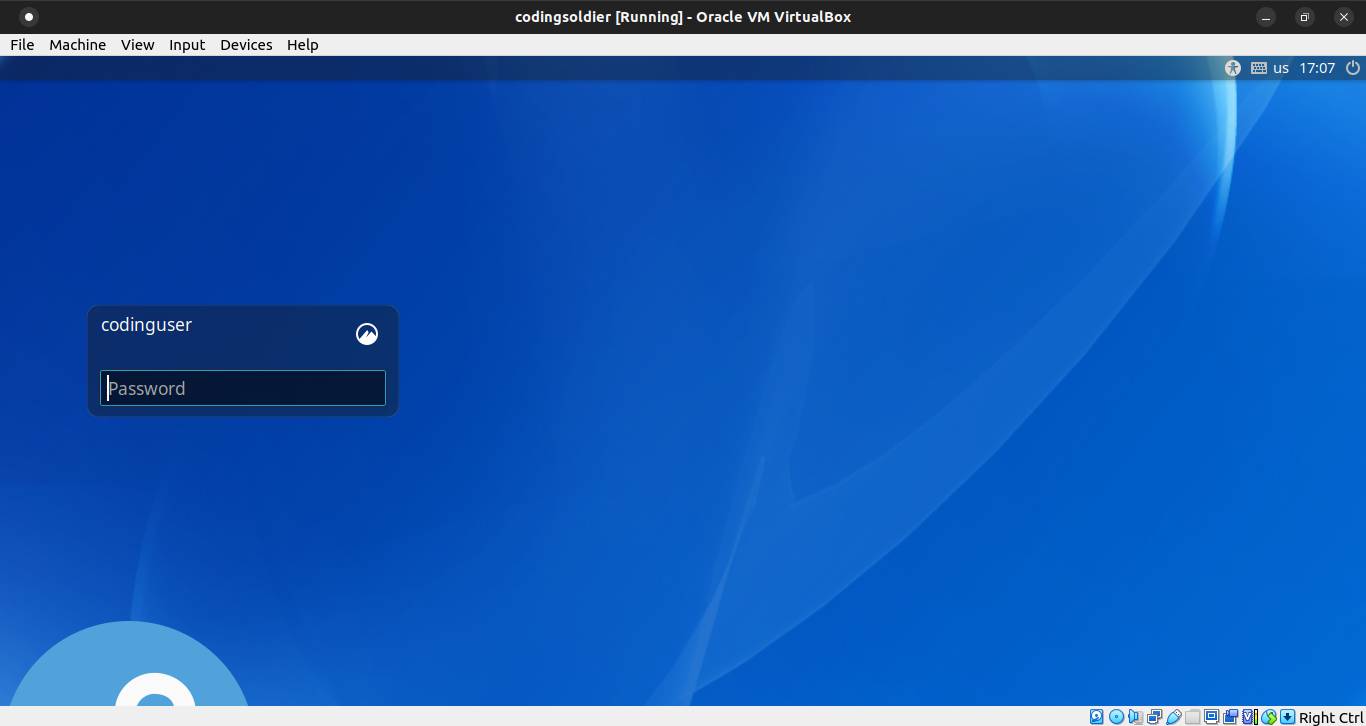 codingsoldier [Running] - Oracle VM VirtualBox
File Machine View Input Devices Help
us 17:07
codinguser
Password
Right Ctrl